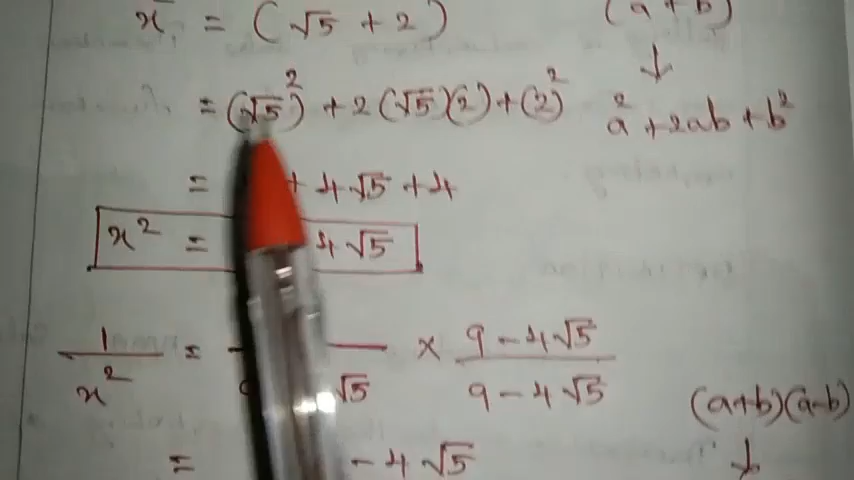 x = (√5 + 2) (a + b)
= (√5)² + 2(√5)(2) + (2)² a² + 2ab + b²
= + 4√5 + 4
x² = 4√5
1/x² = √5 × 9 - 4√5 / 9 - 4√5
(a+b)(a-b)
= - 4√5